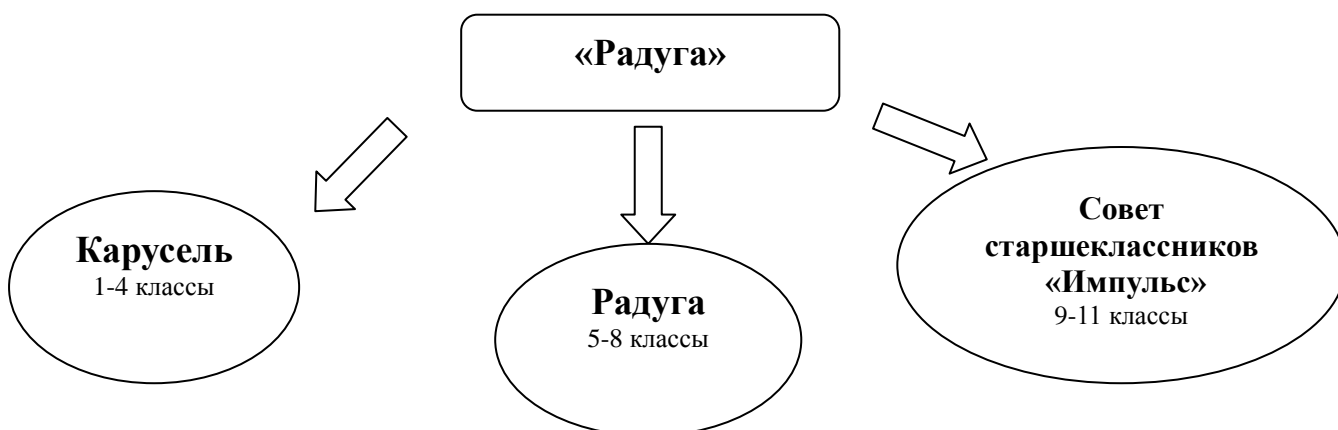 «Радуга»
Карусель
1-4 классы
Радуга
5-8 классы
Совет
старшеклассников
«Импульс»
9-11 классы